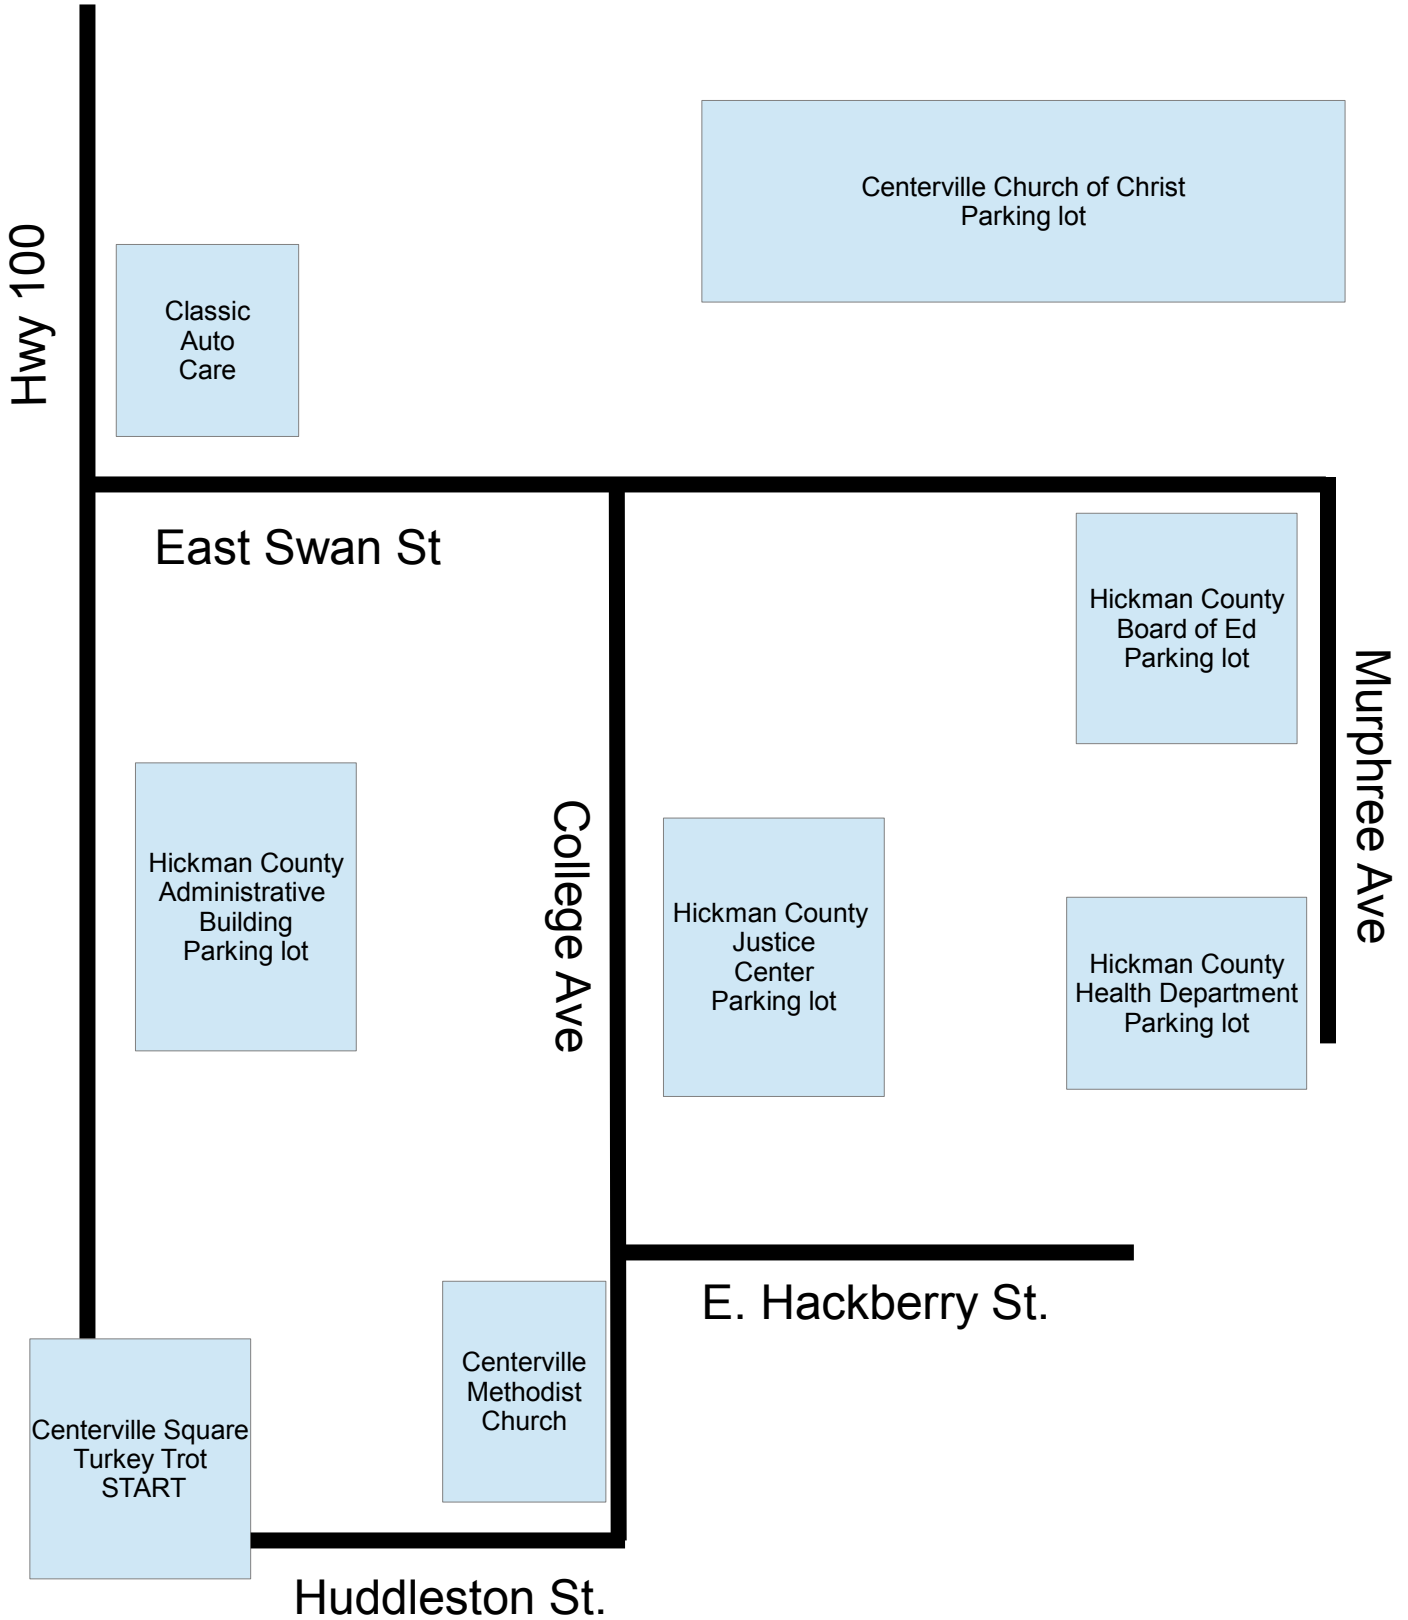 Centerville Church of Christ
Parking lot
Hwy 100
Classic
Auto
Care
East Swan St
Hickman County
Board of Ed
Parking lot
Murphree Ave
Hickman County
Administrative
Building
Parking lot
College Ave
Hickman County
Justice
Center
Parking lot
Hickman County
Health Department
Parking lot
E. Hackberry St.
Centerville
Methodist
Church
Centerville Square
Turkey Trot
START
Huddleston St.